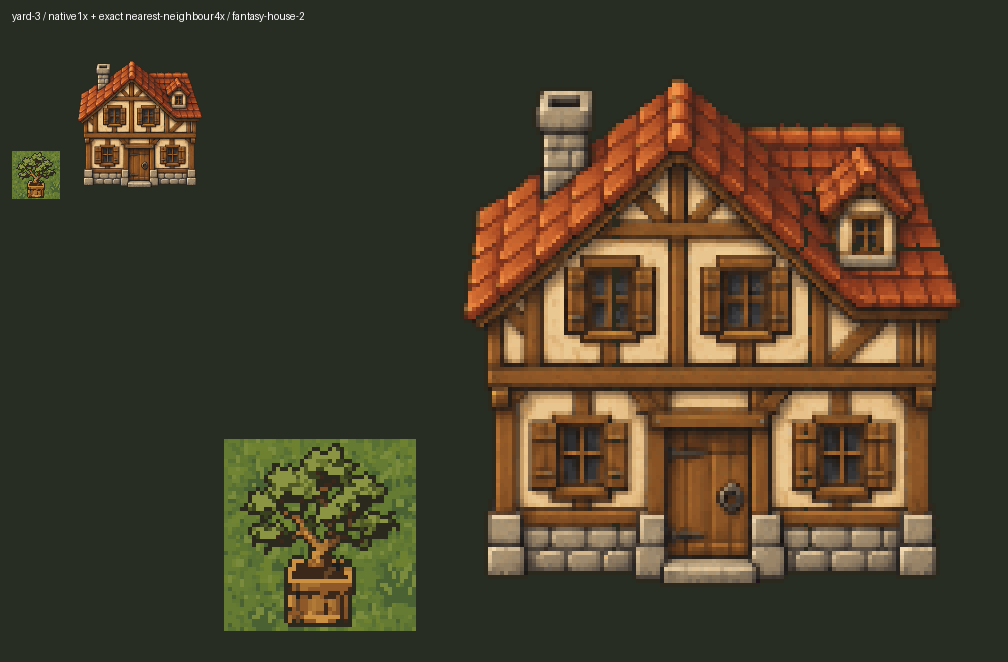 yard-3 / native1x + exact nearest-neighbour4x / fantasy-house-2